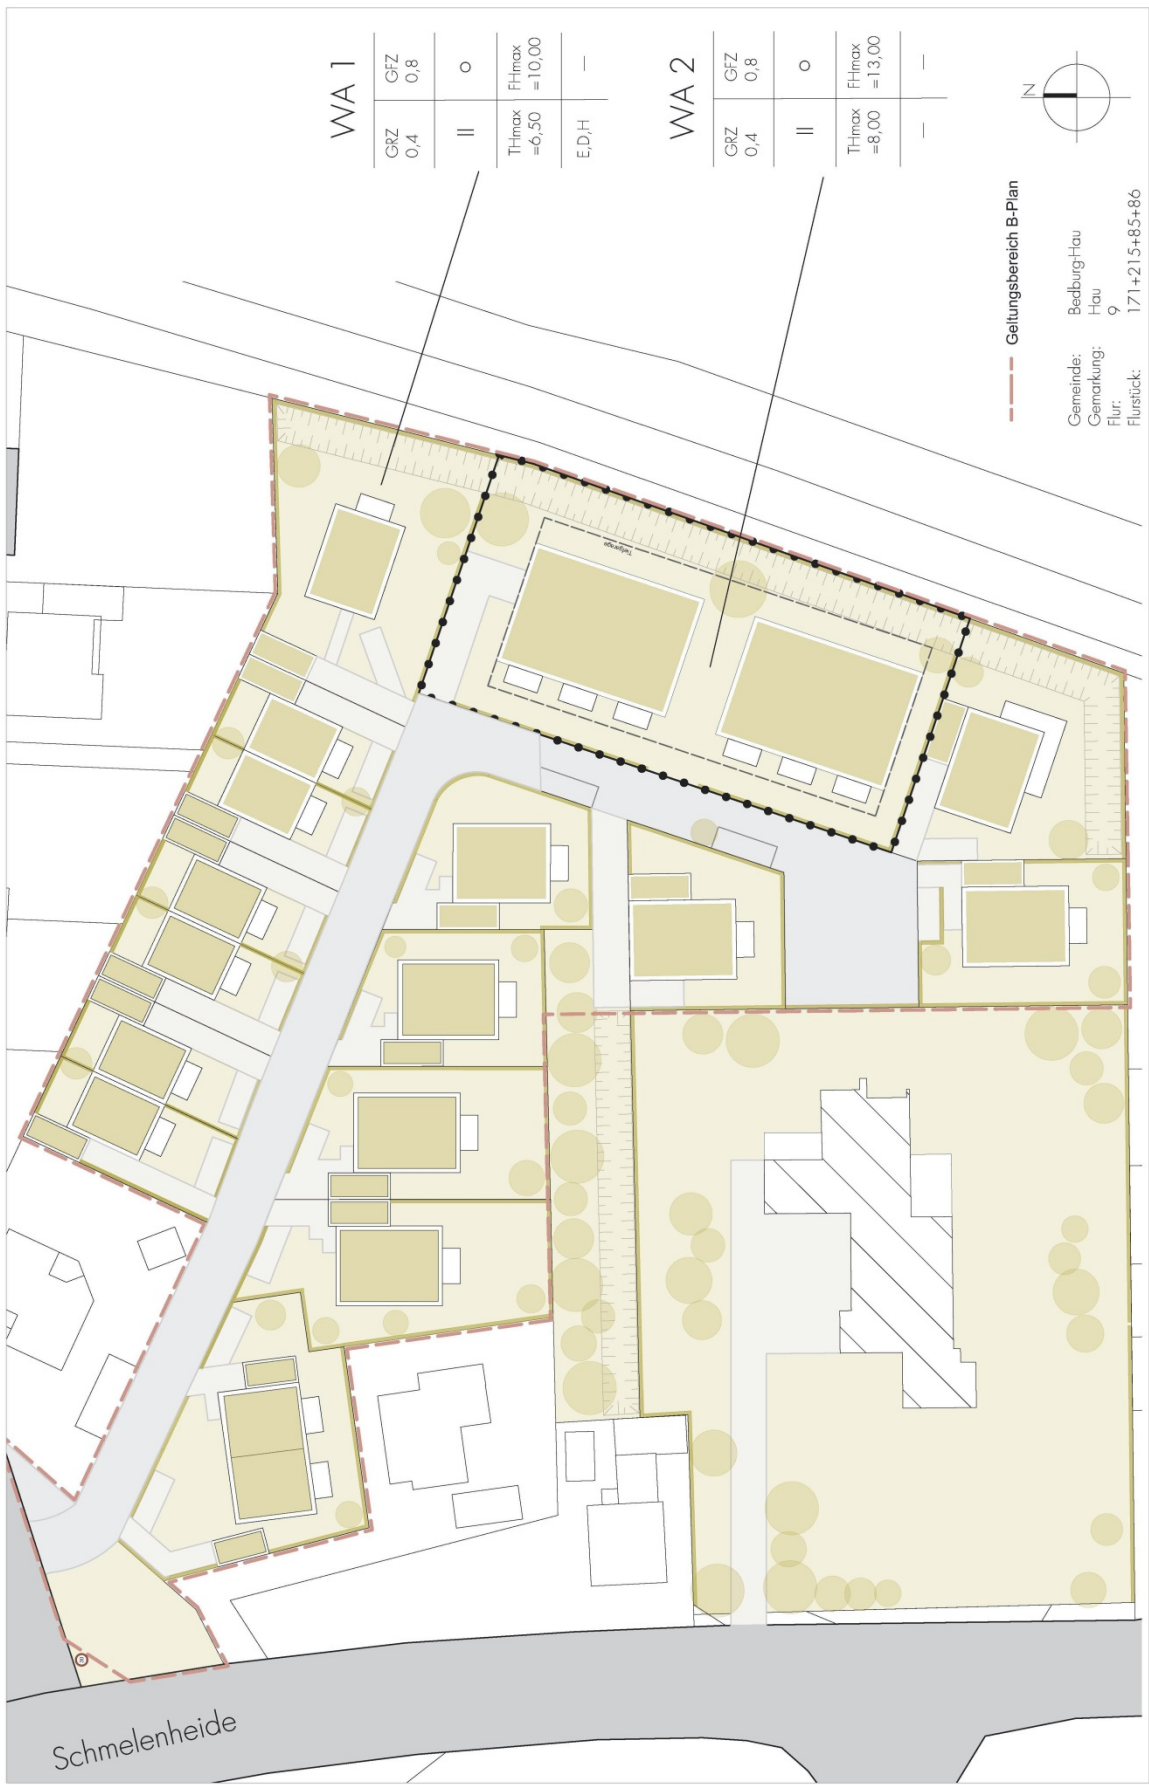 WA 1
GRZ GFZ
0,4 0,8
II o
THmax FHmax
=6,50 =10,00
E,D,H —
WA 2
GRZ GFZ
0,4 0,8
II o
THmax FHmax
=8,00 =13,00
— —
N
Tiefgarage
Geltungsbereich B-Plan
Gemeinde: Bedburg-Hau
Gemarkung: Hau
Flur: 9
Flurstück: 171+215+85+86
Schmelenheide